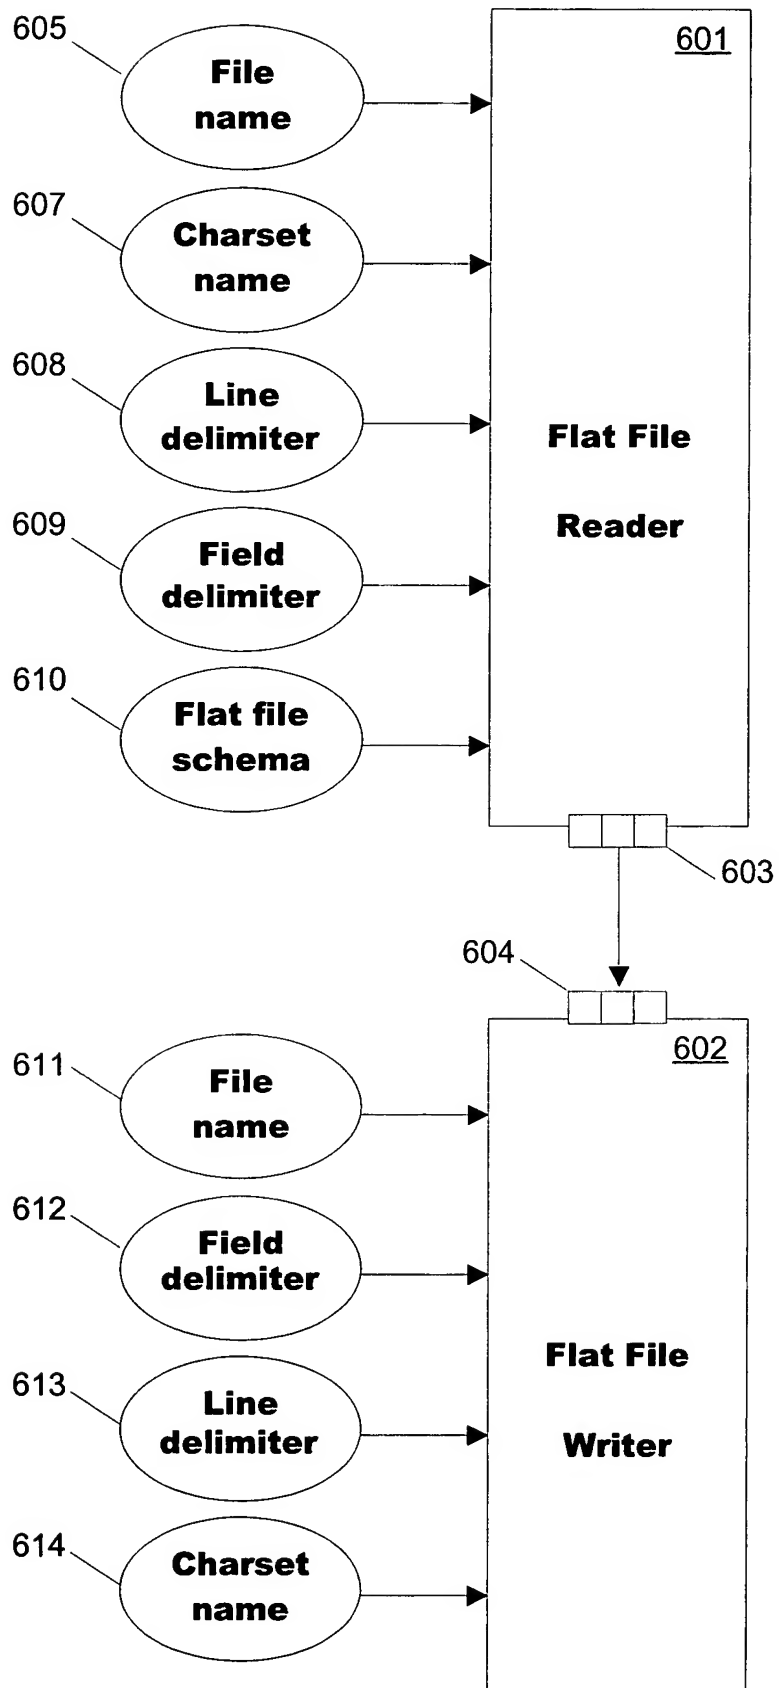 605
File
name
601
607
Charset
name
608
Line
delimiter
Flat File
Reader
609
Field
delimiter
610
Flat file
schema
603
604
602
611
File
name
612
Field
delimiter
Flat File
Writer
613
Line
delimiter
614
Charset
name